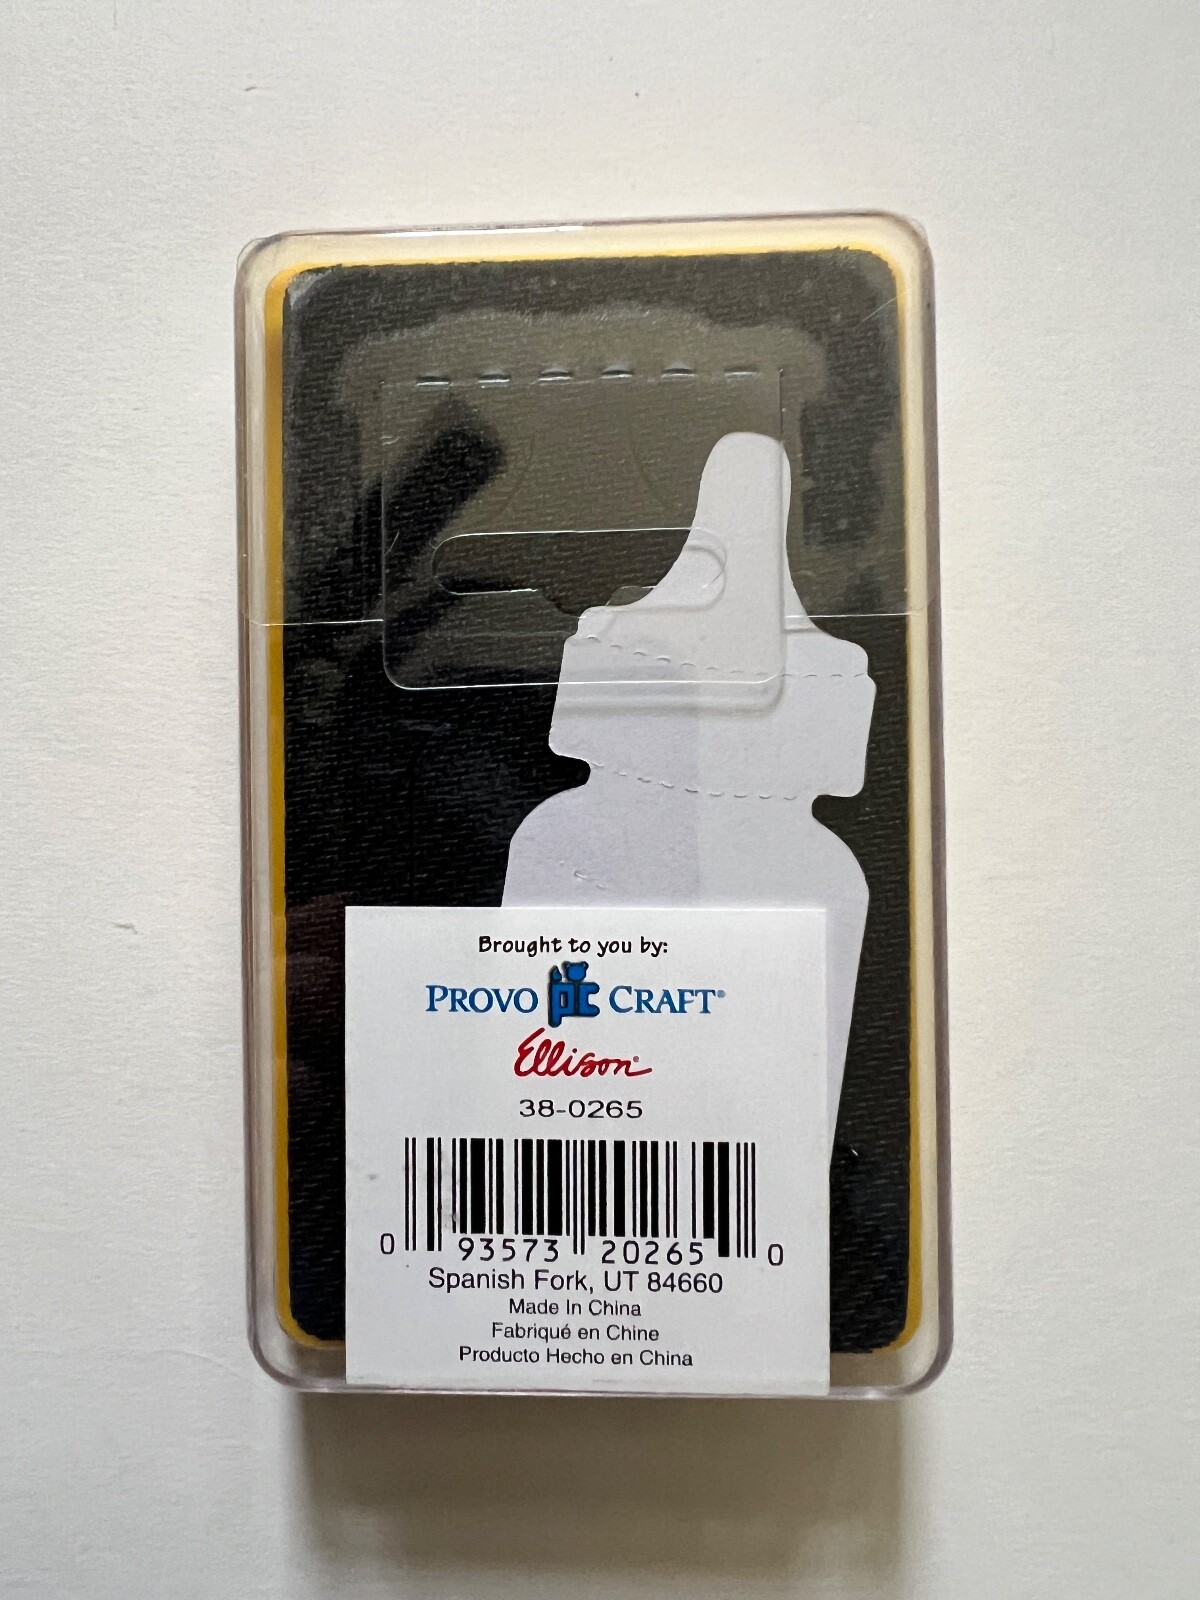 Brought to you by:
PROVO pc CRAFT®
Ellison®
38-0265
0 93573 20265 0
Spanish Fork, UT 84660
Made In China
Fabriqué en Chine
Producto Hecho en China